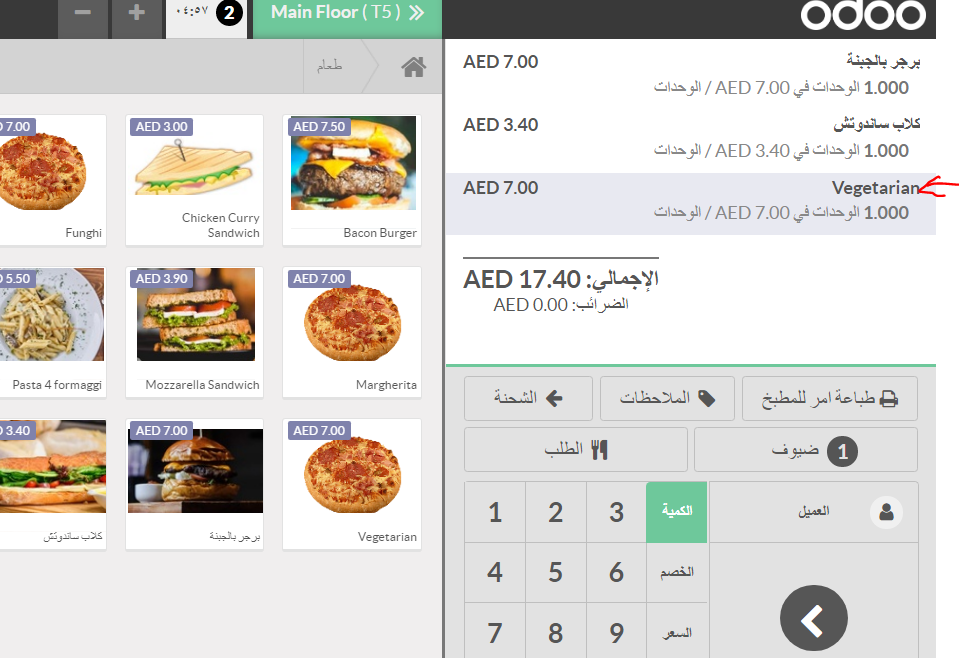 ٠٤:٥٧
2
Main Floor ( T5 )
odoo
طعام
7.00
Funghi
AED 3.00
Chicken Curry
Sandwich
AED 7.50
Bacon Burger
5.50
Pasta 4 formaggi
AED 3.90
Mozzarella Sandwich
AED 7.00
Margherita
3.40
كلاب ساندوتش
AED 7.00
برجر بالجبنة
AED 7.00
Vegetarian
برجر بالجبنة
AED 7.00
1.000 الوحدات في AED 7.00 / الوحدات
كلاب ساندوتش
AED 3.40
1.000 الوحدات في AED 3.40 / الوحدات
Vegetarian
AED 7.00
1.000 الوحدات في AED 7.00 / الوحدات
الإجمالي: AED 17.40
الضرائب: AED 0.00
طباعة امر للمطبخ
الملاحظات
الشحنة
1 ضيوف
الطلب
العميل
1 2 3 الكمية
4 5 6 الخصم
7 8 9 السعر